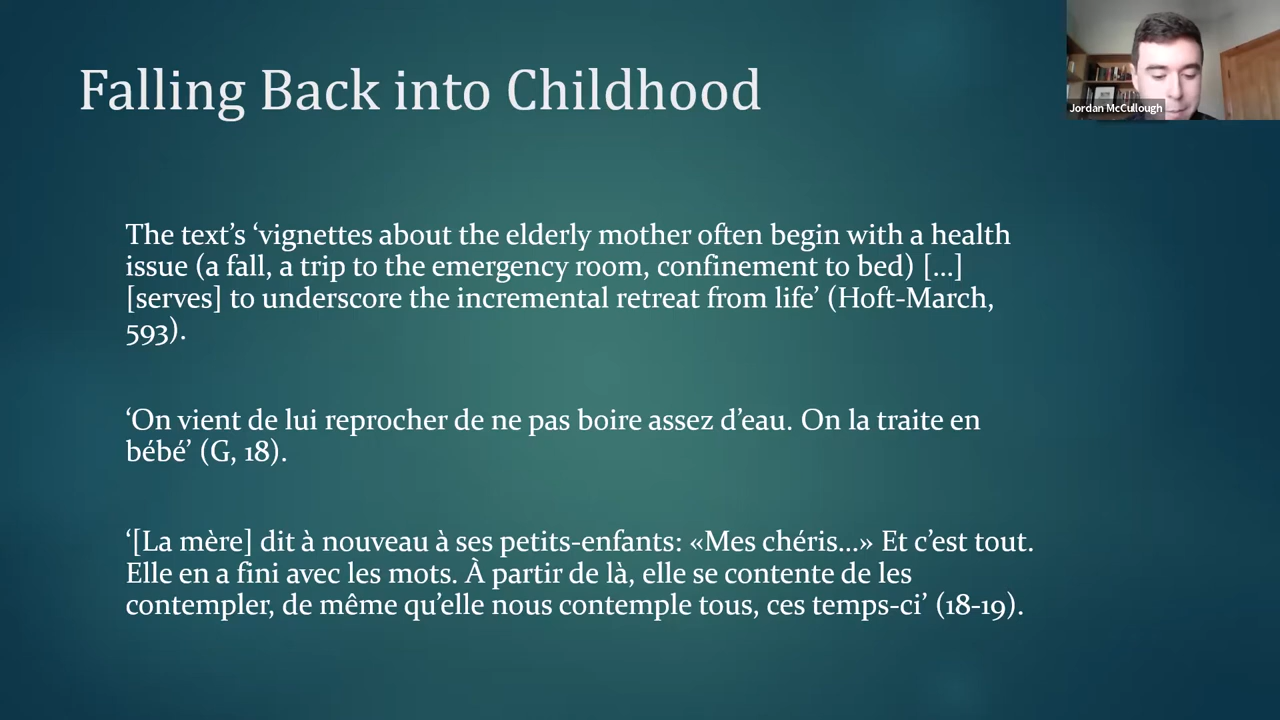 Falling Back into Childhood
Jordan McCullough
The text’s ‘vignettes about the elderly mother often begin with a health
issue (a fall, a trip to the emergency room, confinement to bed) [...]
[serves] to underscore the incremental retreat from life’ (Hoft-March,
593).
‘On vient de lui reprocher de ne pas boire assez d’eau. On la traite en
bébé’ (G, 18).
‘[La mère] dit à nouveau à ses petits-enfants: «Mes chéris...» Et c’est tout.
Elle en a fini avec les mots. À partir de là, elle se contente de les
contempler, de même qu’elle nous contemple tous, ces temps-ci’ (18-19).